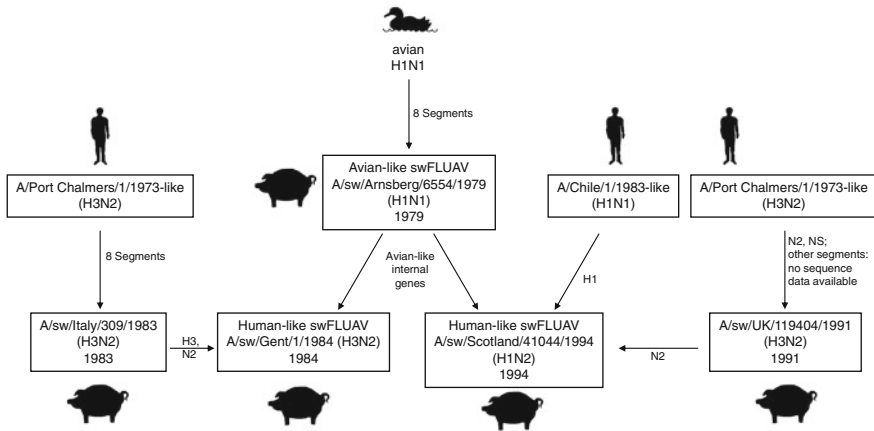 avian
H1N1
8 Segments
Avian-like swFLUAV
A/sw/Arnsberg/6554/1979
(H1N1)
1979
A/Port Chalmers/1/1973-like
(H3N2)
A/Chile/1/1983-like
(H1N1)
A/Port Chalmers/1/1973-like
(H3N2)
8 Segments
Avian-like
internal
genes
H1
N2, NS;
other segments:
no sequence
data available
A/sw/Italy/309/1983
(H3N2)
1983
H3,
N2
Human-like swFLUAV
A/sw/Gent/1/1984 (H3N2)
1984
Human-like swFLUAV
A/sw/Scotland/41044/1994
(H1N2)
1994
N2
A/sw/UK/119404/1991
(H3N2)
1991